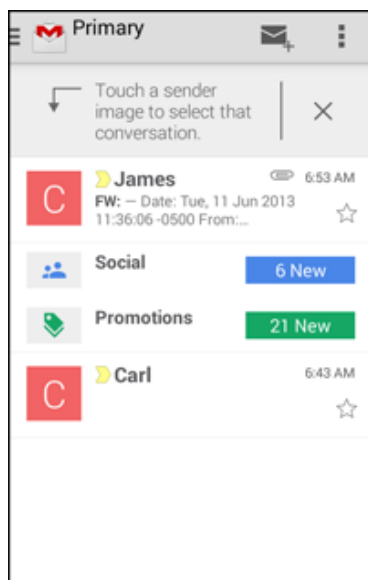 Primary
Touch a sender
image to select that
conversation.
C
James
6:53 AM
FW: – Date: Tue, 11 Jun 2013
11:36:06 -0500 From:...
Social
6 New
Promotions
21 New
C
Carl
6:43 AM